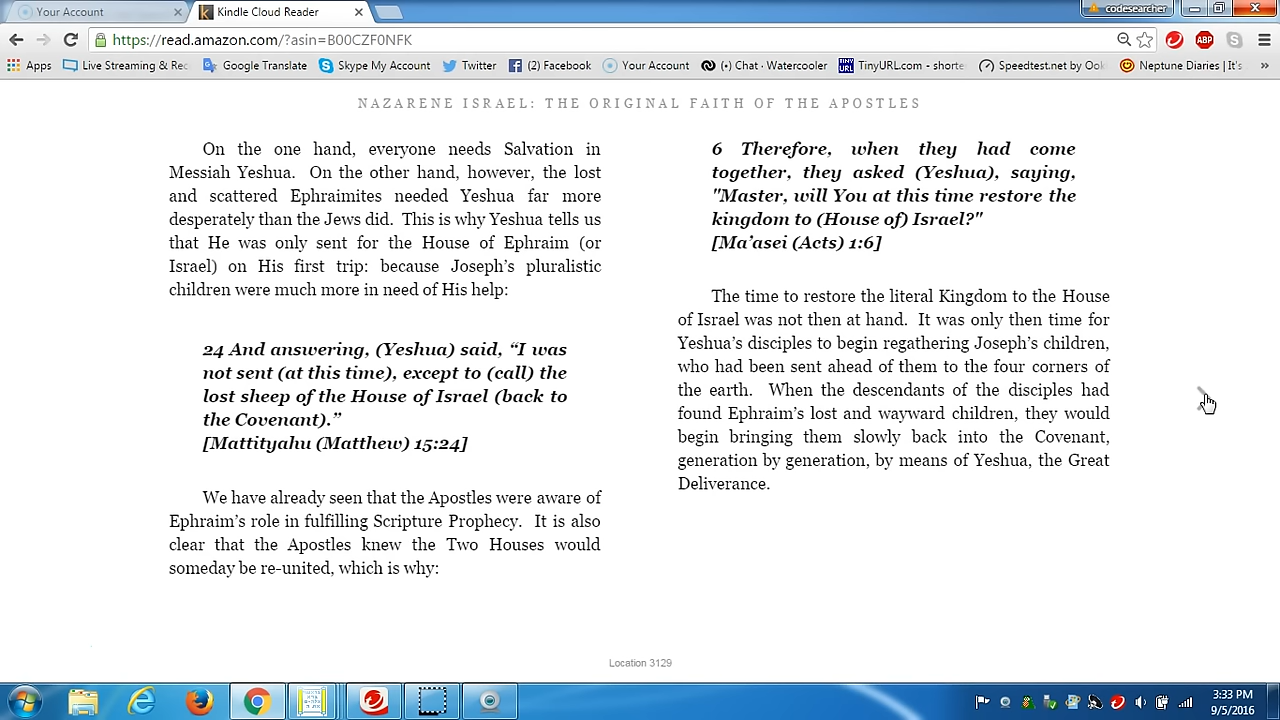 Your Account
Kindle Cloud Reader
codesearcher
https://read.amazon.com/?asin=B00CZF0NFK
ABP
Apps
Live Streaming & Rec
Google Translate
Skype My Account
Twitter
(2) Facebook
Your Account
(•) Chat · Watercooler
TinyURL.com - shorte
Speedtest.net by Ook
Neptune Diaries | It's
NAZARENE ISRAEL: THE ORIGINAL FAITH OF THE APOSTLES
On the one hand, everyone needs Salvation in
Messiah Yeshua. On the other hand, however, the lost
and scattered Ephraimites needed Yeshua far more
desperately than the Jews did. This is why Yeshua tells us
that He was only sent for the House of Ephraim (or
Israel) on His first trip: because Joseph's pluralistic
children were much more in need of His help:
24 And answering, (Yeshua) said, “I was
not sent (at this time), except to (call) the
lost sheep of the House of Israel (back to
the Covenant).”
[Mattityahu (Matthew) 15:24]
We have already seen that the Apostles were aware of
Ephraim's role in fulfilling Scripture Prophecy. It is also
clear that the Apostles knew the Two Houses would
someday be re-united, which is why:
6 Therefore, when they had come
together, they asked (Yeshua), saying,
"Master, will You at this time restore the
kingdom to (House of) Israel?"
[Ma'asei (Acts) 1:6]
The time to restore the literal Kingdom to the House
of Israel was not then at hand. It was only then time for
Yeshua's disciples to begin regathering Joseph's children,
who had been sent ahead of them to the four corners of
the earth. When the descendants of the disciples had
found Ephraim's lost and wayward children, they would
begin bringing them slowly back into the Covenant,
generation by generation, by means of Yeshua, the Great
Deliverance.
Location 3129
3:33 PM
9/5/2016